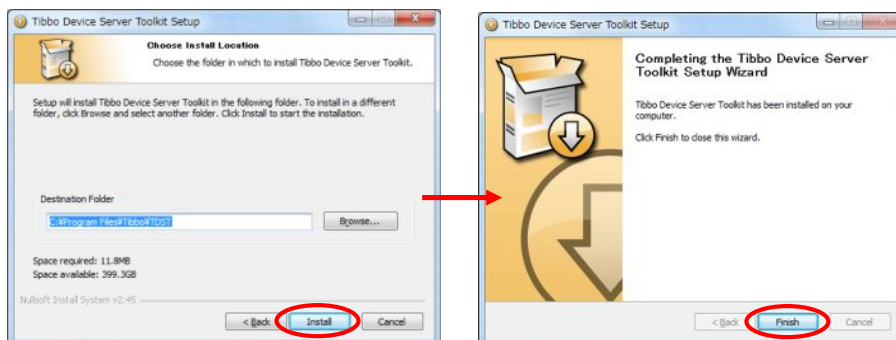 Tibbo Device Server Toolkit Setup
Choose Install Location
Choose the folder in which to install Tibbo Device Server Toolkit.
Setup will install Tibbo Device Server Toolkit in the following folder. To install in a different
folder, click Browse and select another folder. Click Install to start the installation.
Destination Folder
C:¥Program Files¥Tibbo¥TDST
Browse...
Space required: 11.8MB
Space available: 399.3GB
Nullsoft Install System v2.45
< Back
Install
Cancel
Tibbo Device Server Toolkit Setup
Completing the Tibbo Device Server
Toolkit Setup Wizard
Tibbo Device Server Toolkit has been installed on your
computer.
Click Finish to close this wizard.
< Back
Finish
Cancel